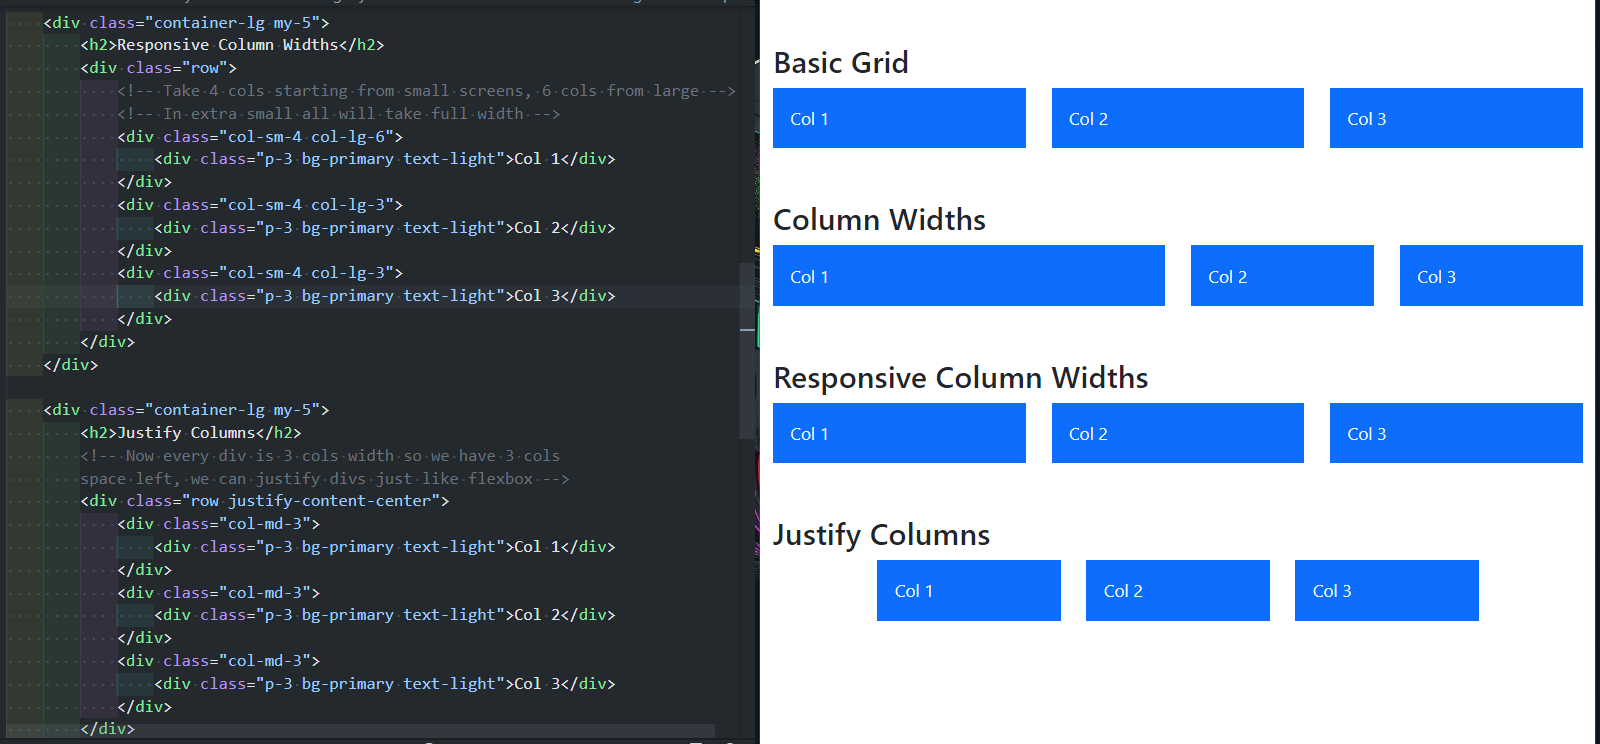 <div class="container-lg my-5">
<h2>Responsive Column Widths</h2>
<div class="row">
<!-- Take 4 cols starting from small screens, 6 cols from large -->
<!-- In extra small all will take full width -->
<div class="col-sm-4 col-lg-6">
<div class="p-3 bg-primary text-light">Col 1</div>
</div>
<div class="col-sm-4 col-lg-3">
<div class="p-3 bg-primary text-light">Col 2</div>
</div>
<div class="col-sm-4 col-lg-3">
<div class="p-3 bg-primary text-light">Col 3</div>
</div>
</div>
</div>
<div class="container-lg my-5">
<h2>Justify Columns</h2>
<!-- Now every div is 3 cols width so we have 3 cols
space left, we can justify divs just like flexbox -->
<div class="row justify-content-center">
<div class="col-md-3">
<div class="p-3 bg-primary text-light">Col 1</div>
</div>
<div class="col-md-3">
<div class="p-3 bg-primary text-light">Col 2</div>
</div>
<div class="col-md-3">
<div class="p-3 bg-primary text-light">Col 3</div>
</div>
</div>
Basic Grid
Col 1 Col 2 Col 3
Column Widths
Col 1 Col 2 Col 3
Responsive Column Widths
Col 1 Col 2 Col 3
Justify Columns
Col 1 Col 2 Col 3